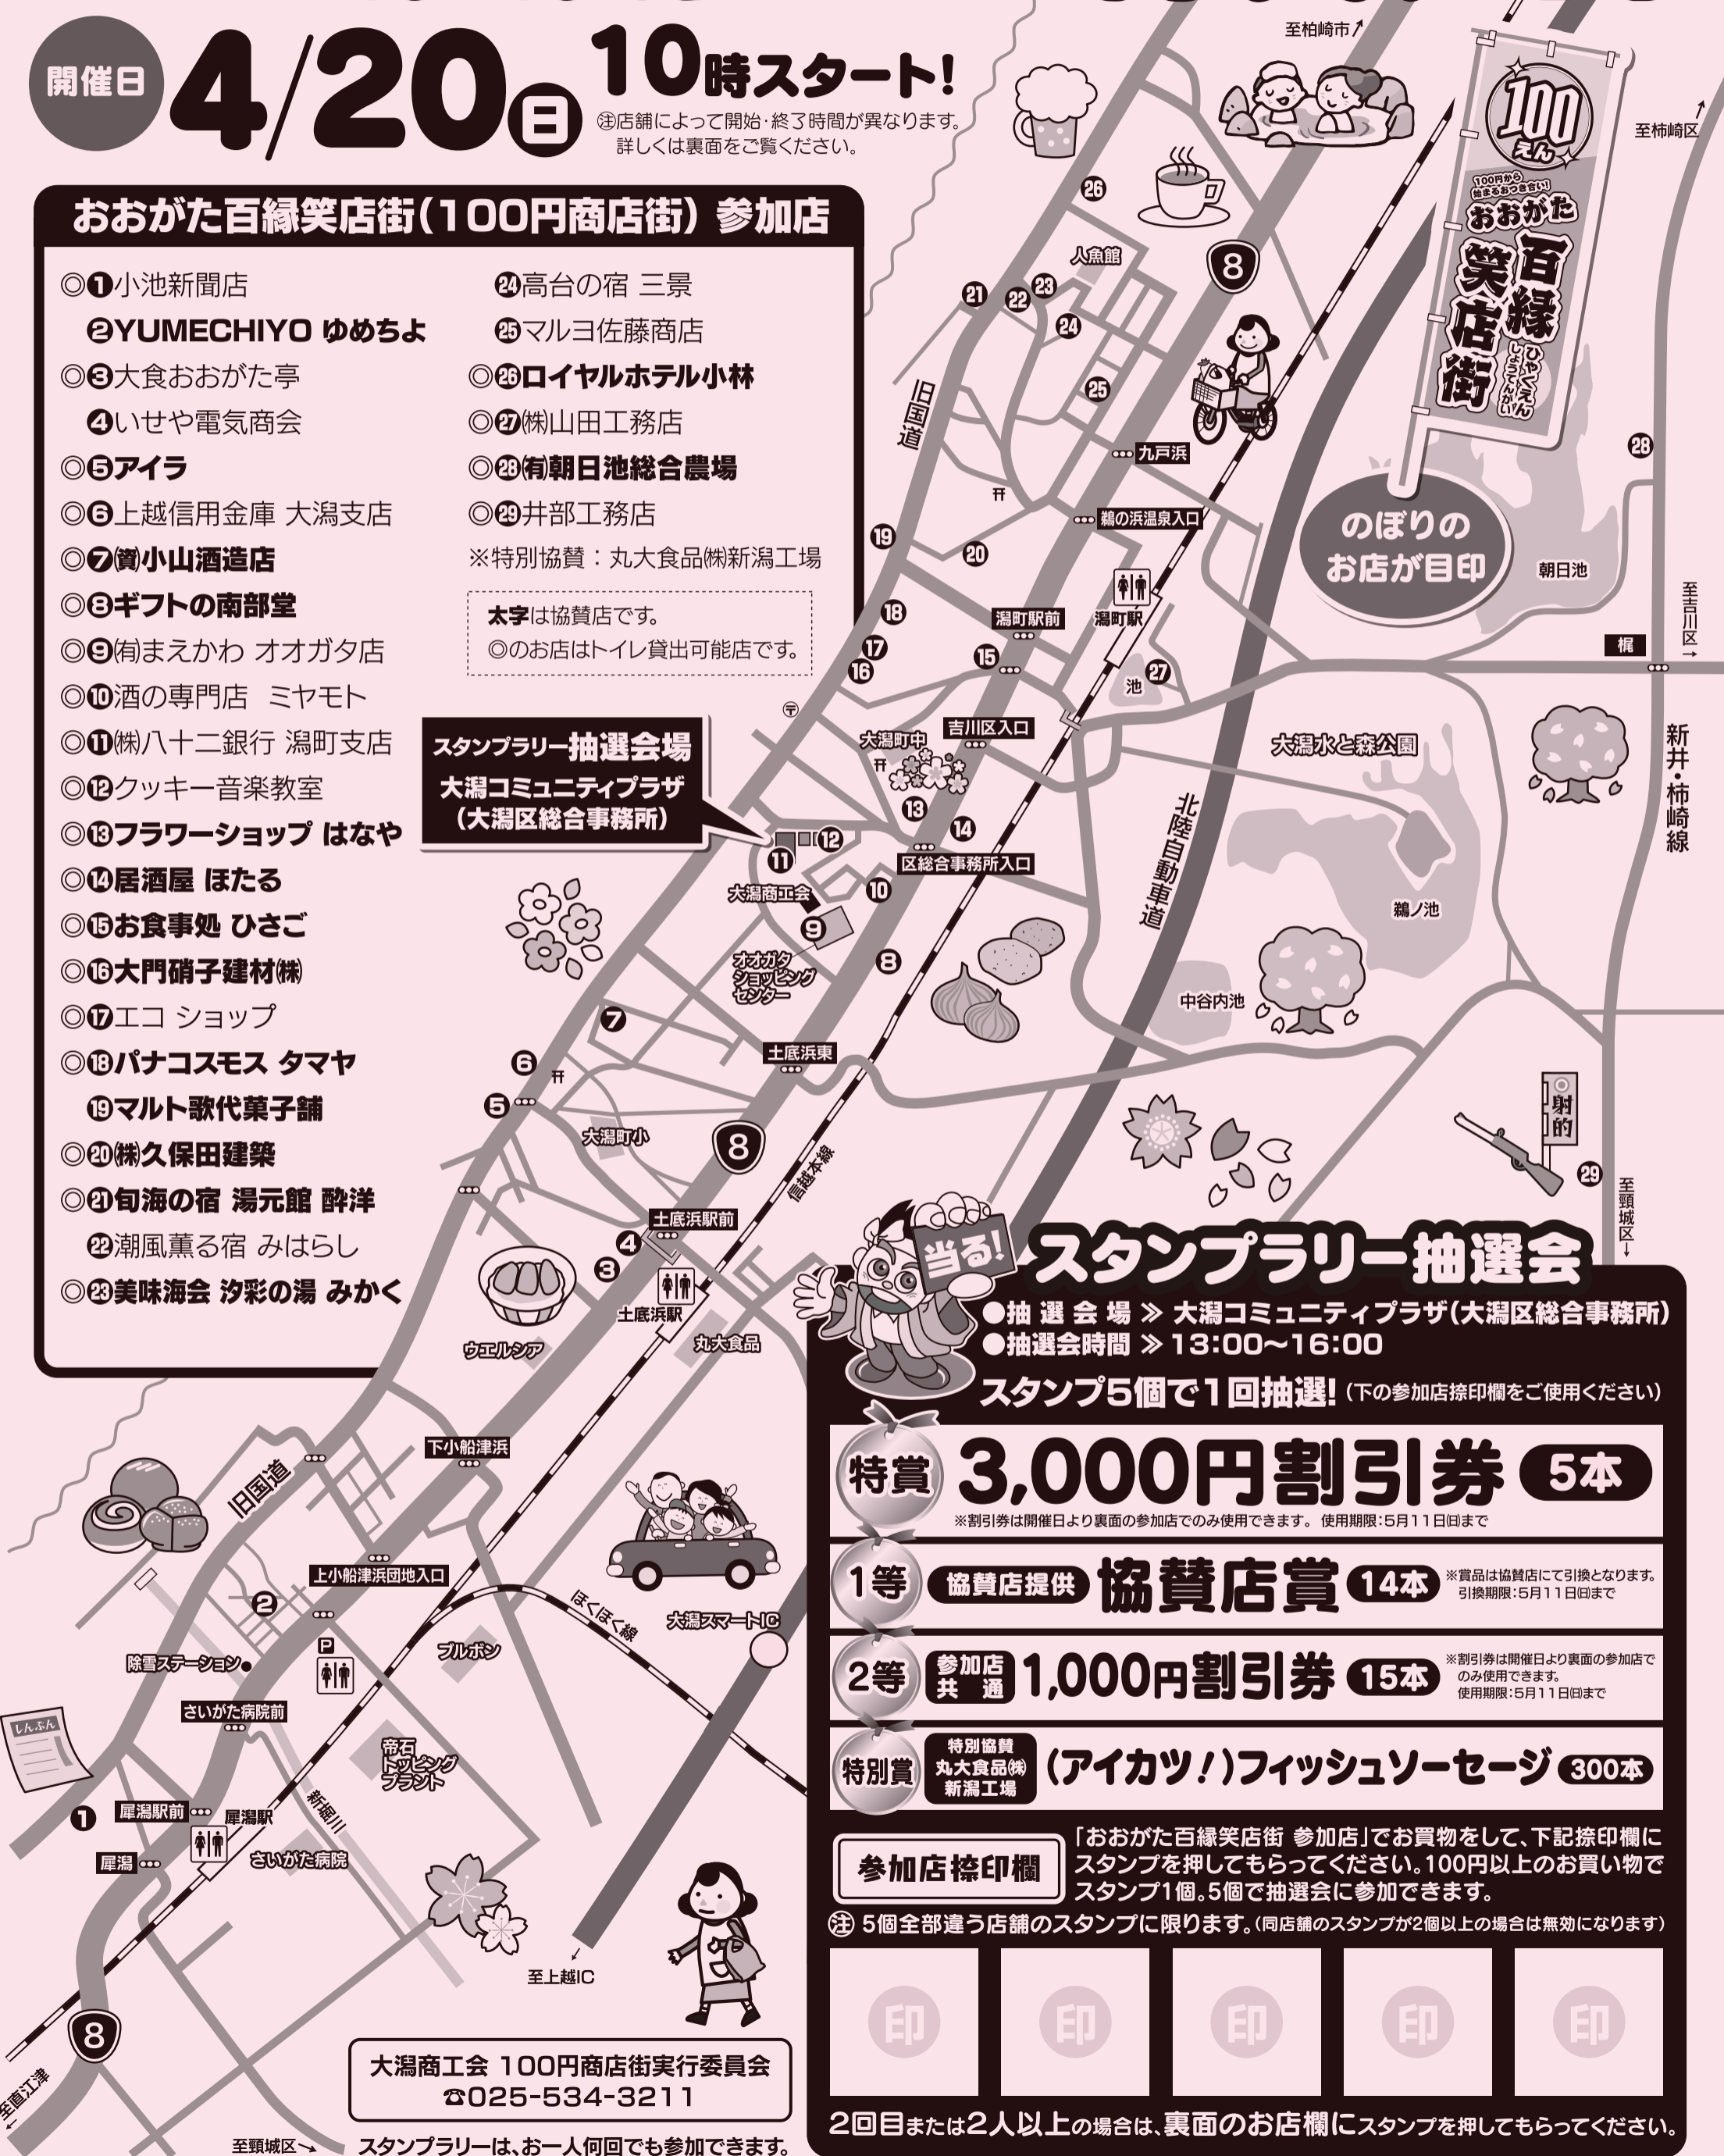 開催日
4/20日
10時スタート!
㊟店舗によって開始・終了時間が異なります。
詳しくは裏面をご覧ください。
おおがた百縁笑店街(100円商店街) 参加店
◎❶小池新聞店
❷YUMECHIYO ゆめちよ
◎❸大食おおがた亭
❹いせや電気商会
◎❺アイラ
◎❻上越信用金庫 大潟支店
◎❼㈾小山酒造店
◎❽ギフトの南部堂
◎❾㈲まえかわ オオガタ店
◎❿酒の専門店 ミヤモト
◎⓫㈱八十二銀行 潟町支店
◎⓬クッキー音楽教室
◎⓭フラワーショップ はなや
◎⓮居酒屋 ほたる
◎⓯お食事処 ひさご
◎⓰大門硝子建材㈱
◎⓱エコ ショップ
◎⓲パナコスモス タマヤ
⓳マルト歌代菓子舗
◎⓴㈱久保田建築
◎㉑旬海の宿 湯元館 酔洋
㉒潮風薫る宿 みはらし
◎㉓美味海会 汐彩の湯 みかく
㉔高台の宿 三景
㉕マルヨ佐藤商店
◎㉖ロイヤルホテル小林
◎㉗㈱山田工務店
◎㉘㈲朝日池総合農場
◎㉙井部工務店
※特別協賛：丸大食品㈱新潟工場
太字は協賛店です。
◎のお店はトイレ貸出可能店です。
スタンプラリー抽選会場
大潟コミュニティプラザ
(大潟区総合事務所)
至柏崎市
至柿崎区
100えん
100円から
始まるおつき合い!
おおがた
百縁
笑店街
ひゃくえん
しょうてんがい
のぼりの
お店が目印
26
人魚館
8
21
22
23
24
25
旧国道
九戸浜
鵜の浜温泉入口
28
朝日池
至吉川区
19
20
18
17
16
潟町駅前
潟町駅
15
池
27
梶
〒
吉川区入口
大潟町中
13
14
大潟水と森公園
新井・柿崎線
北陸自動車道
12
11
区総合事務所入口
大潟商工会
10
9
鵜ノ池
オオガタ
ショッピング
センター
8
中谷内池
7
土底浜東
6
5
大潟町小
8
信越本線
射的
29
至頸城区
土底浜駅前
4
3
土底浜駅
ウエルシア
丸大食品
下小船津浜
旧国道
上小船津浜団地入口
2
P
ほくほく線
大潟スマートIC
ブルボン
除雪ステーション
さいがた病院前
しんぶん
帝石
トッピング
プラント
1
犀潟駅前
犀潟駅
新堀川
犀潟
さいがた病院
至上越IC
8
至直江津
至頸城区
大潟商工会 100円商店街実行委員会
☎025-534-3211
スタンプラリーは、お一人何回でも参加できます。
当る!
スタンプラリー抽選会
●抽選会場 ≫ 大潟コミュニティプラザ(大潟区総合事務所)
●抽選会時間 ≫ 13:00〜16:00
スタンプ5個で1回抽選!(下の参加店捺印欄をご使用ください)
特賞 3,000円割引券 5本
※割引券は開催日より裏面の参加店でのみ使用できます。使用期限:5月11日㈰まで
1等 協賛店提供 協賛店賞 14本
※賞品は協賛店にて引換となります。
引換期限:5月11日㈰まで
2等 参加店共通 1,000円割引券 15本
※割引券は開催日より裏面の参加店で
のみ使用できます。
使用期限:5月11日㈰まで
特別賞 特別協賛 丸大食品㈱ 新潟工場 (アイカツ!)フィッシュソーセージ 300本
参加店捺印欄
「おおがた百縁笑店街 参加店」でお買物をして、下記捺印欄に
スタンプを押してもらってください。100円以上のお買い物で
スタンプ1個。5個で抽選会に参加できます。
㊟ 5個全部違う店舗のスタンプに限ります。(同店舗のスタンプが2個以上の場合は無効になります)
印 印 印 印 印
2回目または2人以上の場合は、裏面のお店欄にスタンプを押してもらってください。